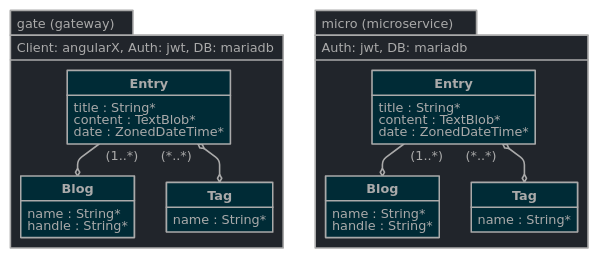 gate (gateway)
Client: angularX, Auth: jwt, DB: mariadb
Entry
title : String*
content : TextBlob*
date : ZonedDateTime*
(1..*)
(*..*)
Blog
name : String*
handle : String*
Tag
name : String*
micro (microservice)
Auth: jwt, DB: mariadb
Entry
title : String*
content : TextBlob*
date : ZonedDateTime*
(1..*)
(*..*)
Blog
name : String*
handle : String*
Tag
name : String*